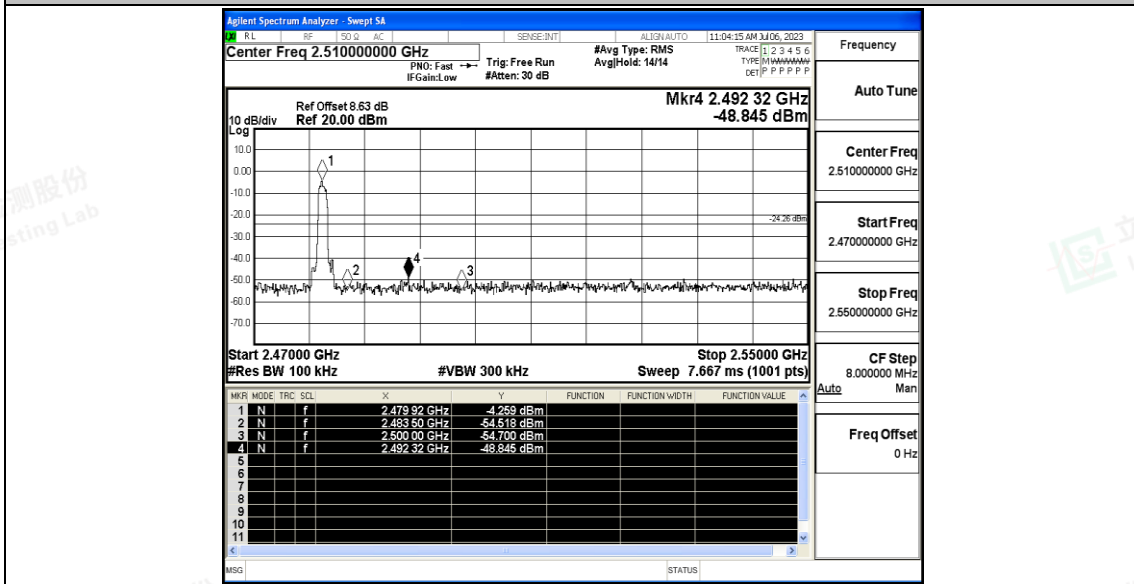 Agilent Spectrum Analyzer - Swept SA
RL RF 50 Ω AC SENSE:INT ALIGN AUTO 11:04:15 AM Jul 06, 2023
Center Freq 2.510000000 GHz
PNO: Fast
IFGain:Low
Trig: Free Run
#Atten: 30 dB
#Avg Type: RMS
Avg|Hold: 14/14
TRACE 1 2 3 4 5 6
TYPE M WWWWW
DET P P P P P P
Frequency
Auto Tune
Center Freq
2.510000000 GHz
Start Freq
2.470000000 GHz
Stop Freq
2.550000000 GHz
CF Step
8.000000 MHz
Auto Man
Freq Offset
0 Hz
Mkr4 2.492 32 GHz
-48.845 dBm
Ref Offset 8.63 dB
10 dB/div Ref 20.00 dBm
Log
10.0
0.00
-10.0
-20.0
-30.0
-40.0
-50.0
-60.0
-70.0
1
2
4
3
-24.26 dBm
Start 2.47000 GHz Stop 2.55000 GHz
#Res BW 100 kHz #VBW 300 kHz Sweep 7.667 ms (1001 pts)
MKR MODE TRC SCL X Y FUNCTION FUNCTION WIDTH FUNCTION VALUE
1 N f 2.479 92 GHz -4.259 dBm
2 N f 2.483 50 GHz -54.518 dBm
3 N f 2.500 00 GHz -54.700 dBm
4 N f 2.492 32 GHz -48.845 dBm
5
6
7
8
9
10
11
MSG STATUS
测股份
sting Lab
立